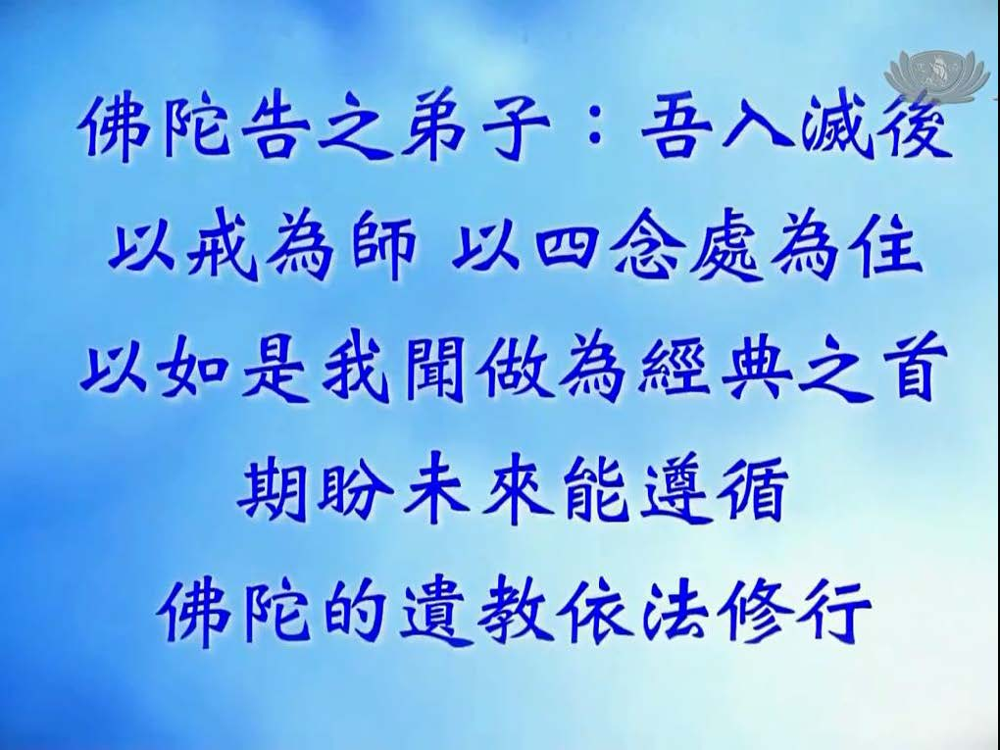 佛陀告之弟子：吾入滅後
以戒為師 以四念處為住
以如是我聞做為經典之首
期盼未來能遵循
佛陀的遺教依法修行